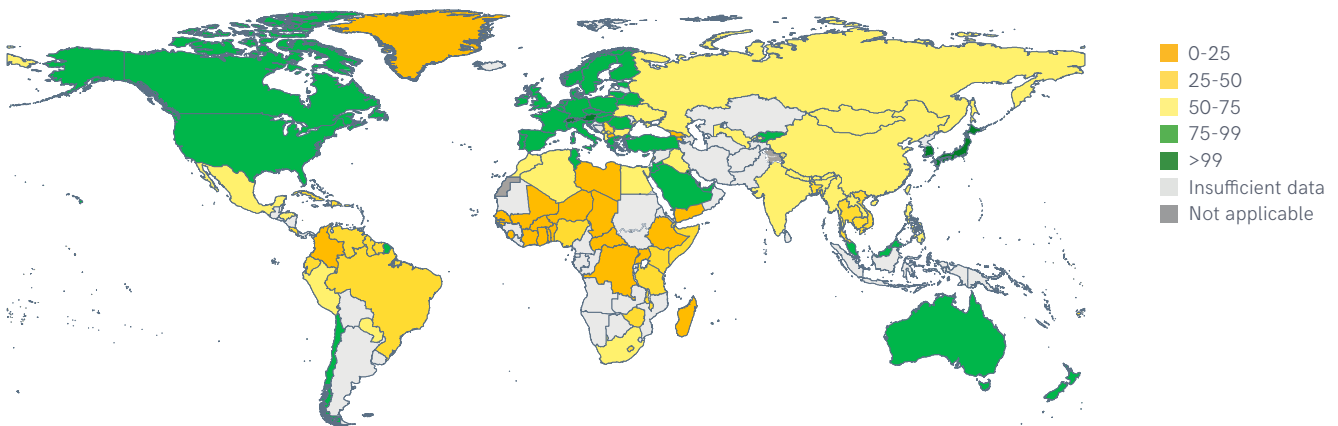 0-25
25-50
50-75
75-99
>99
Insufficient data
Not applicable